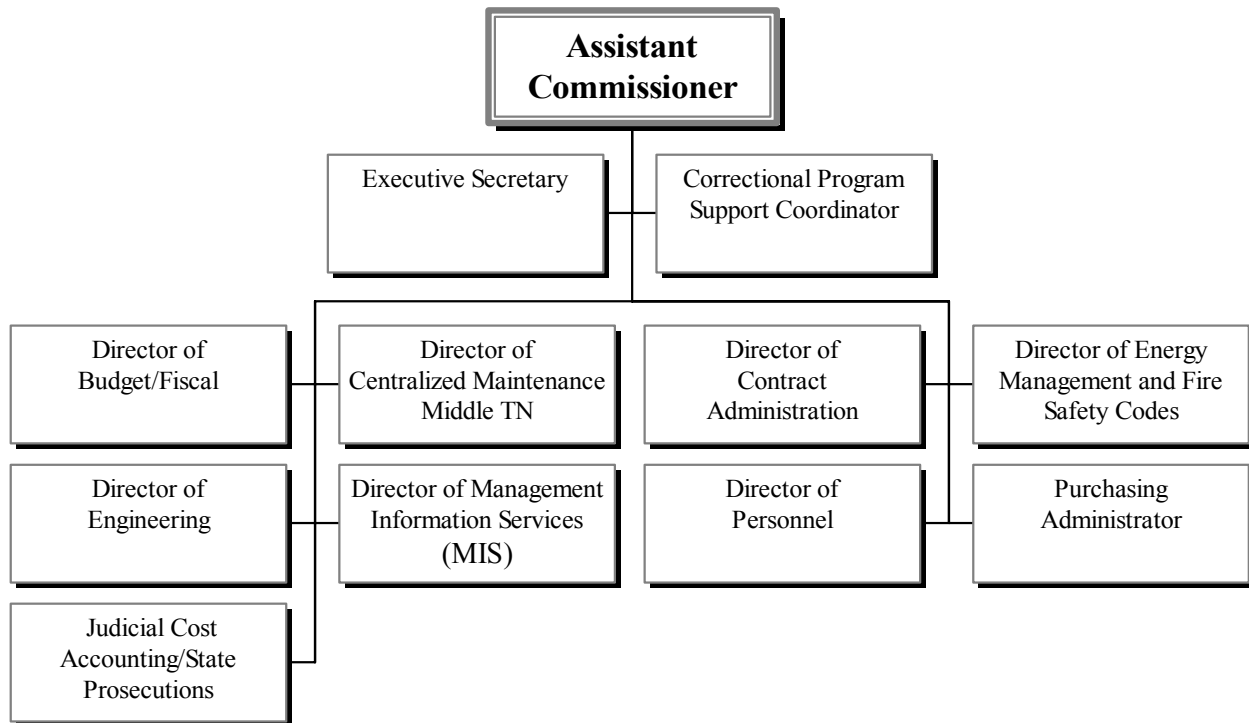 Assistant
Commissioner
Executive Secretary
Correctional Program
Support Coordinator
Director of
Budget/Fiscal
Director of
Centralized Maintenance
Middle TN
Director of
Contract
Administration
Director of Energy
Management and Fire
Safety Codes
Director of
Engineering
Director of Management
Information Services
(MIS)
Director of
Personnel
Purchasing
Administrator
Judicial Cost
Accounting/State
Prosecutions